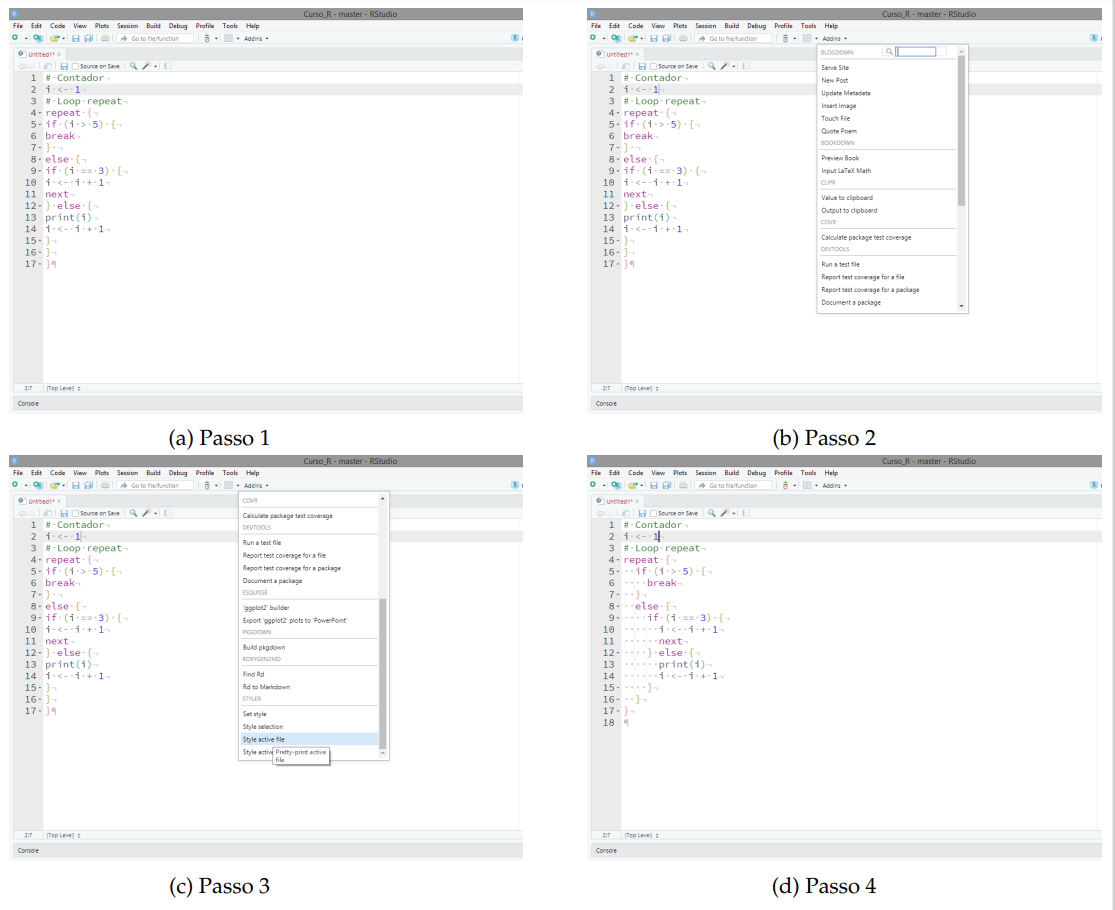 Curso_R - master - RStudio
File Edit Code View Plots Session Build Debug Profile Tools Help
Go to file/function Addins
Untitled1*
Source on Save
1 #·Contador¬
2 i·<-·1¬
3 #·Loop·repeat¬
4 repeat·{¬
5 if·(i·>·5)·{¬
6 break¬
7 }·¬
8 else·{¬
9 if·(i·==·3)·{¬
10 i·<-·i·+·1¬
11 next¬
12 }·else·{¬
13 print(i)¬
14 i·<-·i·+·1¬
15 }¬
16 }¬
17 }¶
2:7 (Top Level)
Console
(a) Passo 1
Curso_R - master - RStudio
File Edit Code View Plots Session Build Debug Profile Tools Help
Go to file/function Addins
Untitled1*
Source on Save
1 #·Contador¬
2 i·<-·1¬
3 #·Loop·repeat¬
4 repeat·{¬
5 if·(i·>·5)·{¬
6 break¬
7 }·¬
8 else·{¬
9 if·(i·==·3)·{¬
10 i·<-·i·+·1¬
11 next¬
12 }·else·{¬
13 print(i)¬
14 i·<-·i·+·1¬
15 }¬
16 }¬
17 }¶
BLOGDOWN
Serve Site
New Post
Update Metadata
Insert Image
Touch File
Quote Poem
BOOKDOWN
Preview Book
Input LaTeX Math
CLIPR
Value to clipboard
Output to clipboard
COVR
Calculate package test coverage
DEVTOOLS
Run a test file
Report test coverage for a file
Report test coverage for a package
Document a package
2:7 (Top Level)
Console
(b) Passo 2
Curso_R - master - RStudio
File Edit Code View Plots Session Build Debug Profile Tools Help
Go to file/function Addins
Untitled1*
Source on Save
1 #·Contador¬
2 i·<-·1¬
3 #·Loop·repeat¬
4 repeat·{¬
5 if·(i·>·5)·{¬
6 break¬
7 }·¬
8 else·{¬
9 if·(i·==·3)·{¬
10 i·<-·i·+·1¬
11 next¬
12 }·else·{¬
13 print(i)¬
14 i·<-·i·+·1¬
15 }¬
16 }¬
17 }¶
COVR
Calculate package test coverage
DEVTOOLS
Run a test file
Report test coverage for a file
Report test coverage for a package
Document a package
ESQUISSE
'ggplot2' builder
Export 'ggplot2' plots to 'PowerPoint'
PKGDOWN
Build pkgdown
ROXYGEN2MD
Find Rd
Rd to Markdown
STYLER
Set style
Style selection
Style active file
Style active
Pretty-print active
file
2:7 (Top Level)
Console
(c) Passo 3
Curso_R - master - RStudio
File Edit Code View Plots Session Build Debug Profile Tools Help
Go to file/function Addins
Untitled1*
Source on Save
1 #·Contador¬
2 i·<-·1¬
3 #·Loop·repeat¬
4 repeat·{¬
5 ··if·(i·>·5)·{¬
6 ····break¬
7 ··}¬
8 ··else·{¬
9 ····if·(i·==·3)·{¬
10 ······i·<-·i·+·1¬
11 ······next¬
12 ····}·else·{¬
13 ······print(i)¬
14 ······i·<-·i·+·1¬
15 ····}¬
16 ··}¬
17 }¬
18 ¶
2:7 (Top Level)
Console
(d) Passo 4